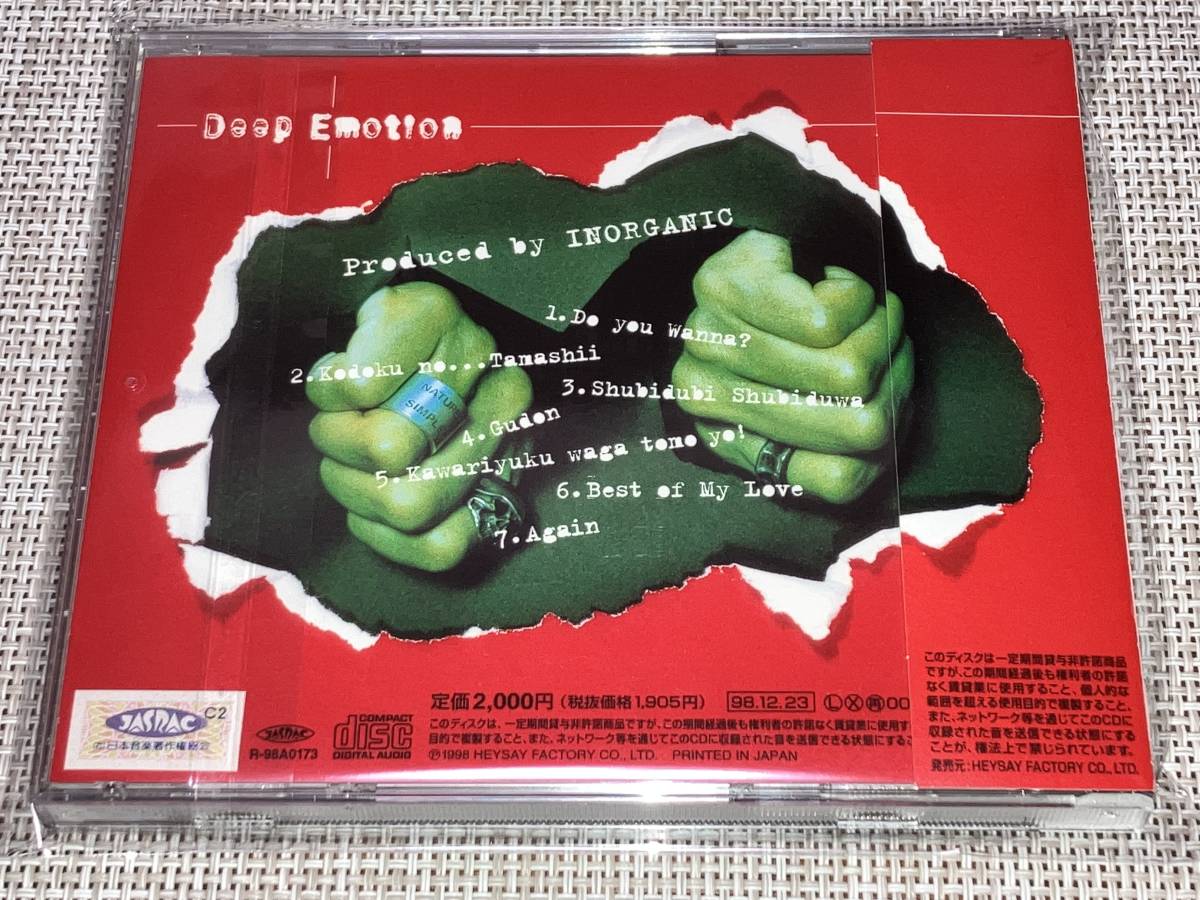 Deep Emotion
Produced by INORGANIC
1.Do you Wanna?
2.Kodoku no...Tamashii
3.Shubidubi Shubiduwa
4.Gudon
5.Kawariyuku waga tomo yo!
6.Best of My Love
7.Again
NATUR
SIMPL
JASRAC C2
日本音楽著作権協会
JASRAC
R-98A0173
COMPACT
disc
DIGITAL AUDIO
定価2,000円(税抜価格1,905円) 98.12.23 Ⓛ Ⓧ 再 00
このディスクは、一定期間貸与非許諾商品ですが、この期間経過後も権利者の許諾なく賃貸業に使用す
目的で複製すること、また、ネットワーク等を通じてこのCDに収録された音を送信できる状態にするこ
Ⓟ1998 HEYSAY FACTORY CO., LTD. PRINTED IN JAPAN
このディスクは一定期間貸与非許諾商品
ですが、この期間経過後も権利者の許諾
なく賃貸業に使用すること、個人的な
範囲を超える使用目的で複製すること、
また、ネットワーク等を通じてこのCDに
収録された音を送信できる状態にする
ことが、権法上で禁じられています。
発売元:HEYSAY FACTORY CO., LTD.